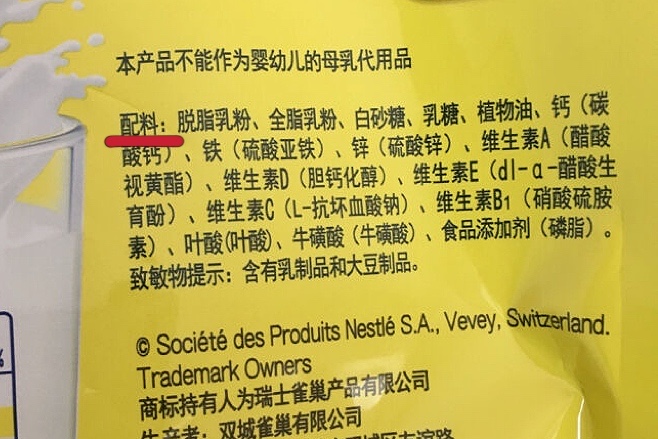 本产品不能作为婴幼儿的母乳代用品
配料：脱脂乳粉、全脂乳粉、白砂糖、乳糖、植物油、钙（碳
酸钙）、铁（硫酸亚铁）、锌（硫酸锌）、维生素A（醋酸
视黄酯）、维生素D（胆钙化醇）、维生素E（dl-α-醋酸生
育酚）、维生素C（L-抗坏血酸钠）、维生素B₁（硝酸硫胺
素）、叶酸(叶酸）、牛磺酸（牛磺酸）、食品添加剂（磷脂）。
致敏物提示：含有乳制品和大豆制品。
© Société des Produits Nestlé S.A., Vevey, Switzerland.
Trademark Owners
商标持有人为瑞士雀巢产品有限公司
生产者：双城雀巢有限公司
%